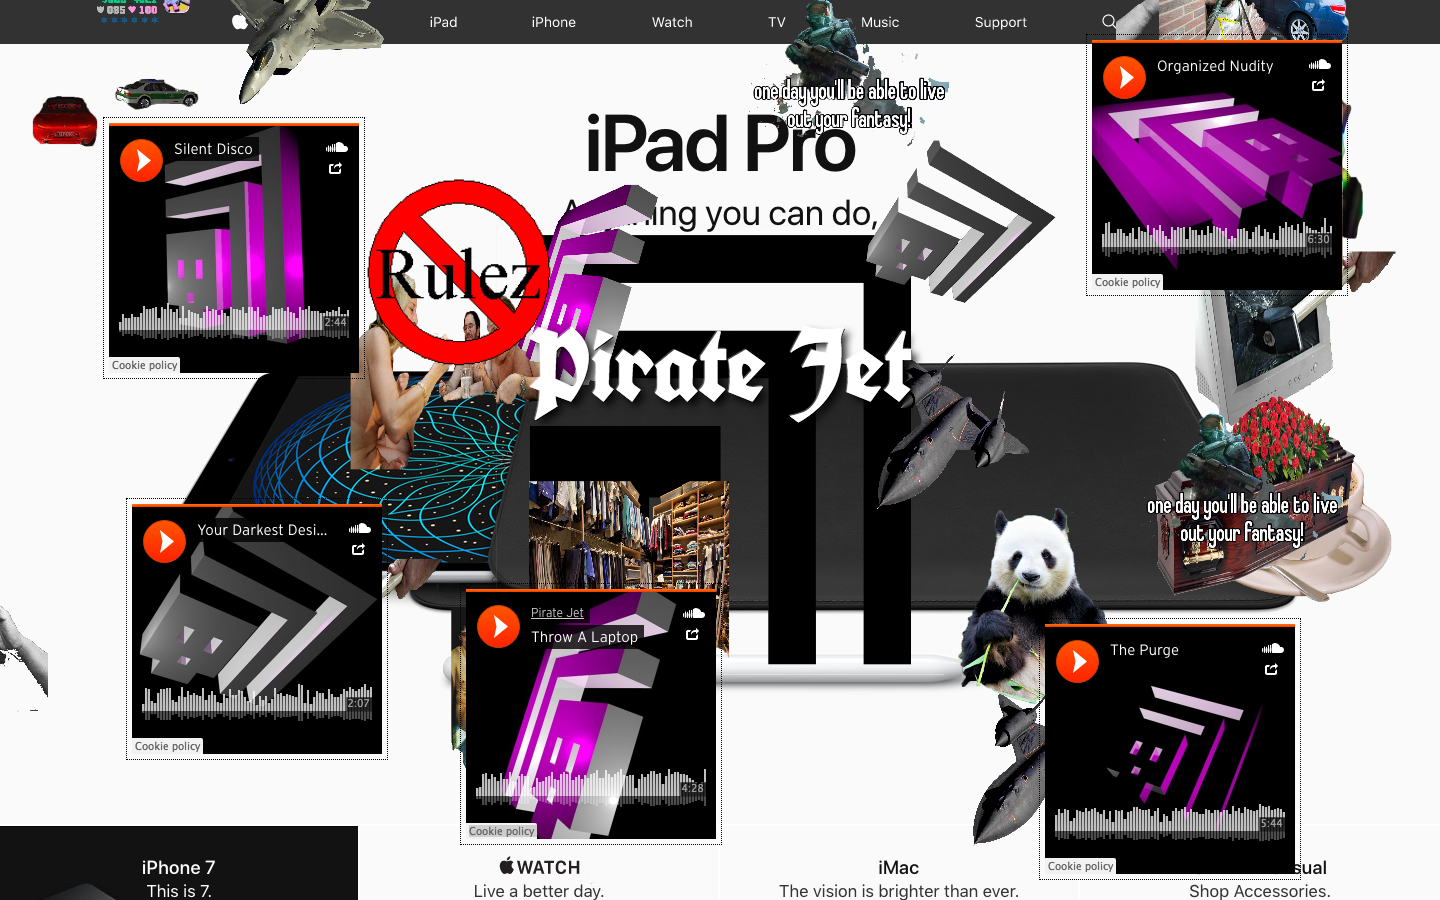 iPad
iPhone
Watch
TV
Music
Support
iPad Pro
you can do,
one day you'll be able to live
out your fantasy!
Organized Nudity
6:30
Cookie policy
Silent Disco
2:44
Cookie policy
Rulez
Pirate Jet
one day you'll be able to live
out your fantasy!
Your Darkest Desi...
2:07
Cookie policy
Pirate Jet
Throw A Laptop
4:28
Cookie policy
The Purge
5:44
Cookie policy
iPhone 7
This is 7.
WATCH
Live a better day.
iMac
The vision is brighter than ever.
Shop Accessories.